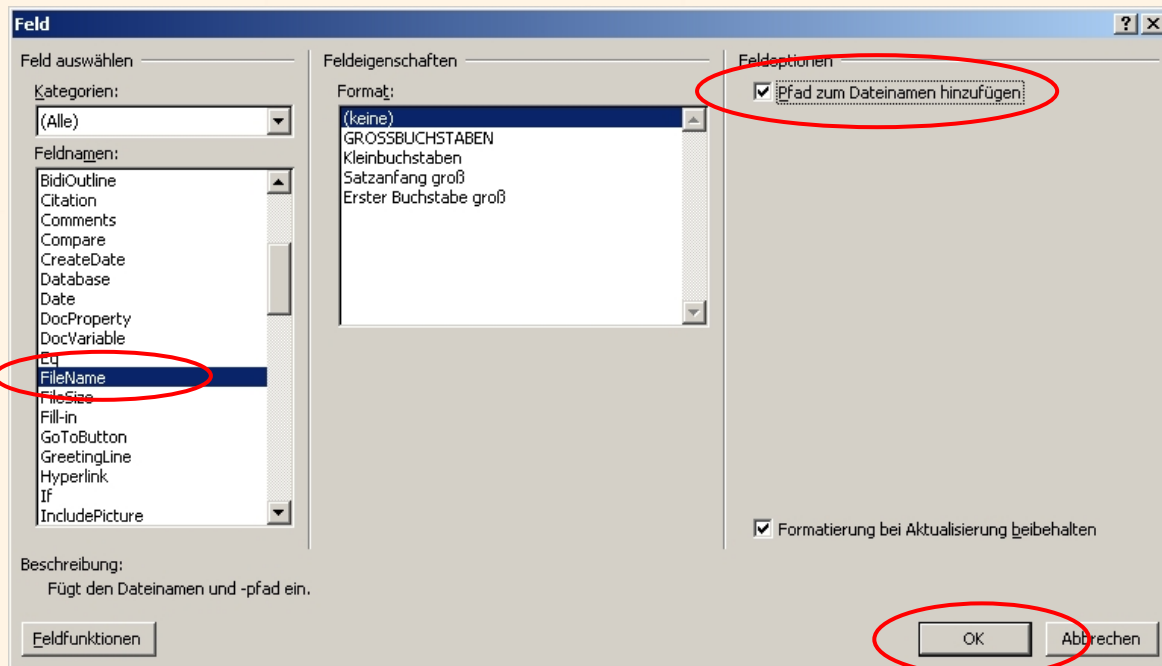 Feld
Feld auswählen
Kategorien:
(Alle)
Feldnamen:
BidiOutline
Citation
Comments
Compare
CreateDate
Database
Date
DocProperty
DocVariable
Eq
FileName
FileSize
Fill-in
GoToButton
GreetingLine
Hyperlink
If
IncludePicture
Feldeigenschaften
Format:
(keine)
GROSSBUCHSTABEN
Kleinbuchstaben
Satzanfang groß
Erster Buchstabe groß
Feldoptionen
Pfad zum Dateinamen hinzufügen
Formatierung bei Aktualisierung beibehalten
Beschreibung:
Fügt den Dateinamen und -pfad ein.
Feldfunktionen
OK
Abbrechen